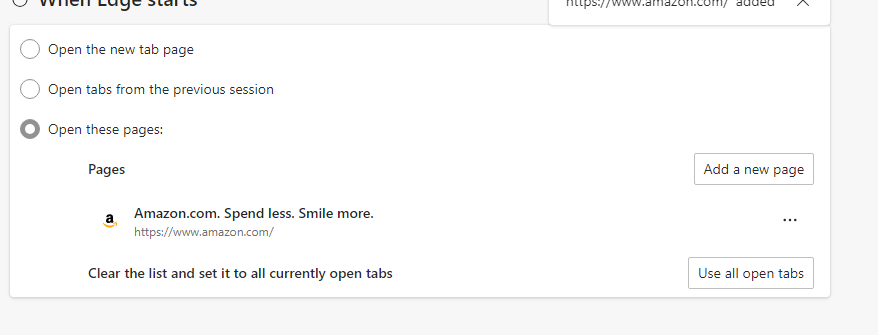 When Edge starts
https://www.amazon.com/ added
Open the new tab page
Open tabs from the previous session
Open these pages:
Pages
Add a new page
Amazon.com. Spend less. Smile more.
https://www.amazon.com/
Clear the list and set it to all currently open tabs
Use all open tabs